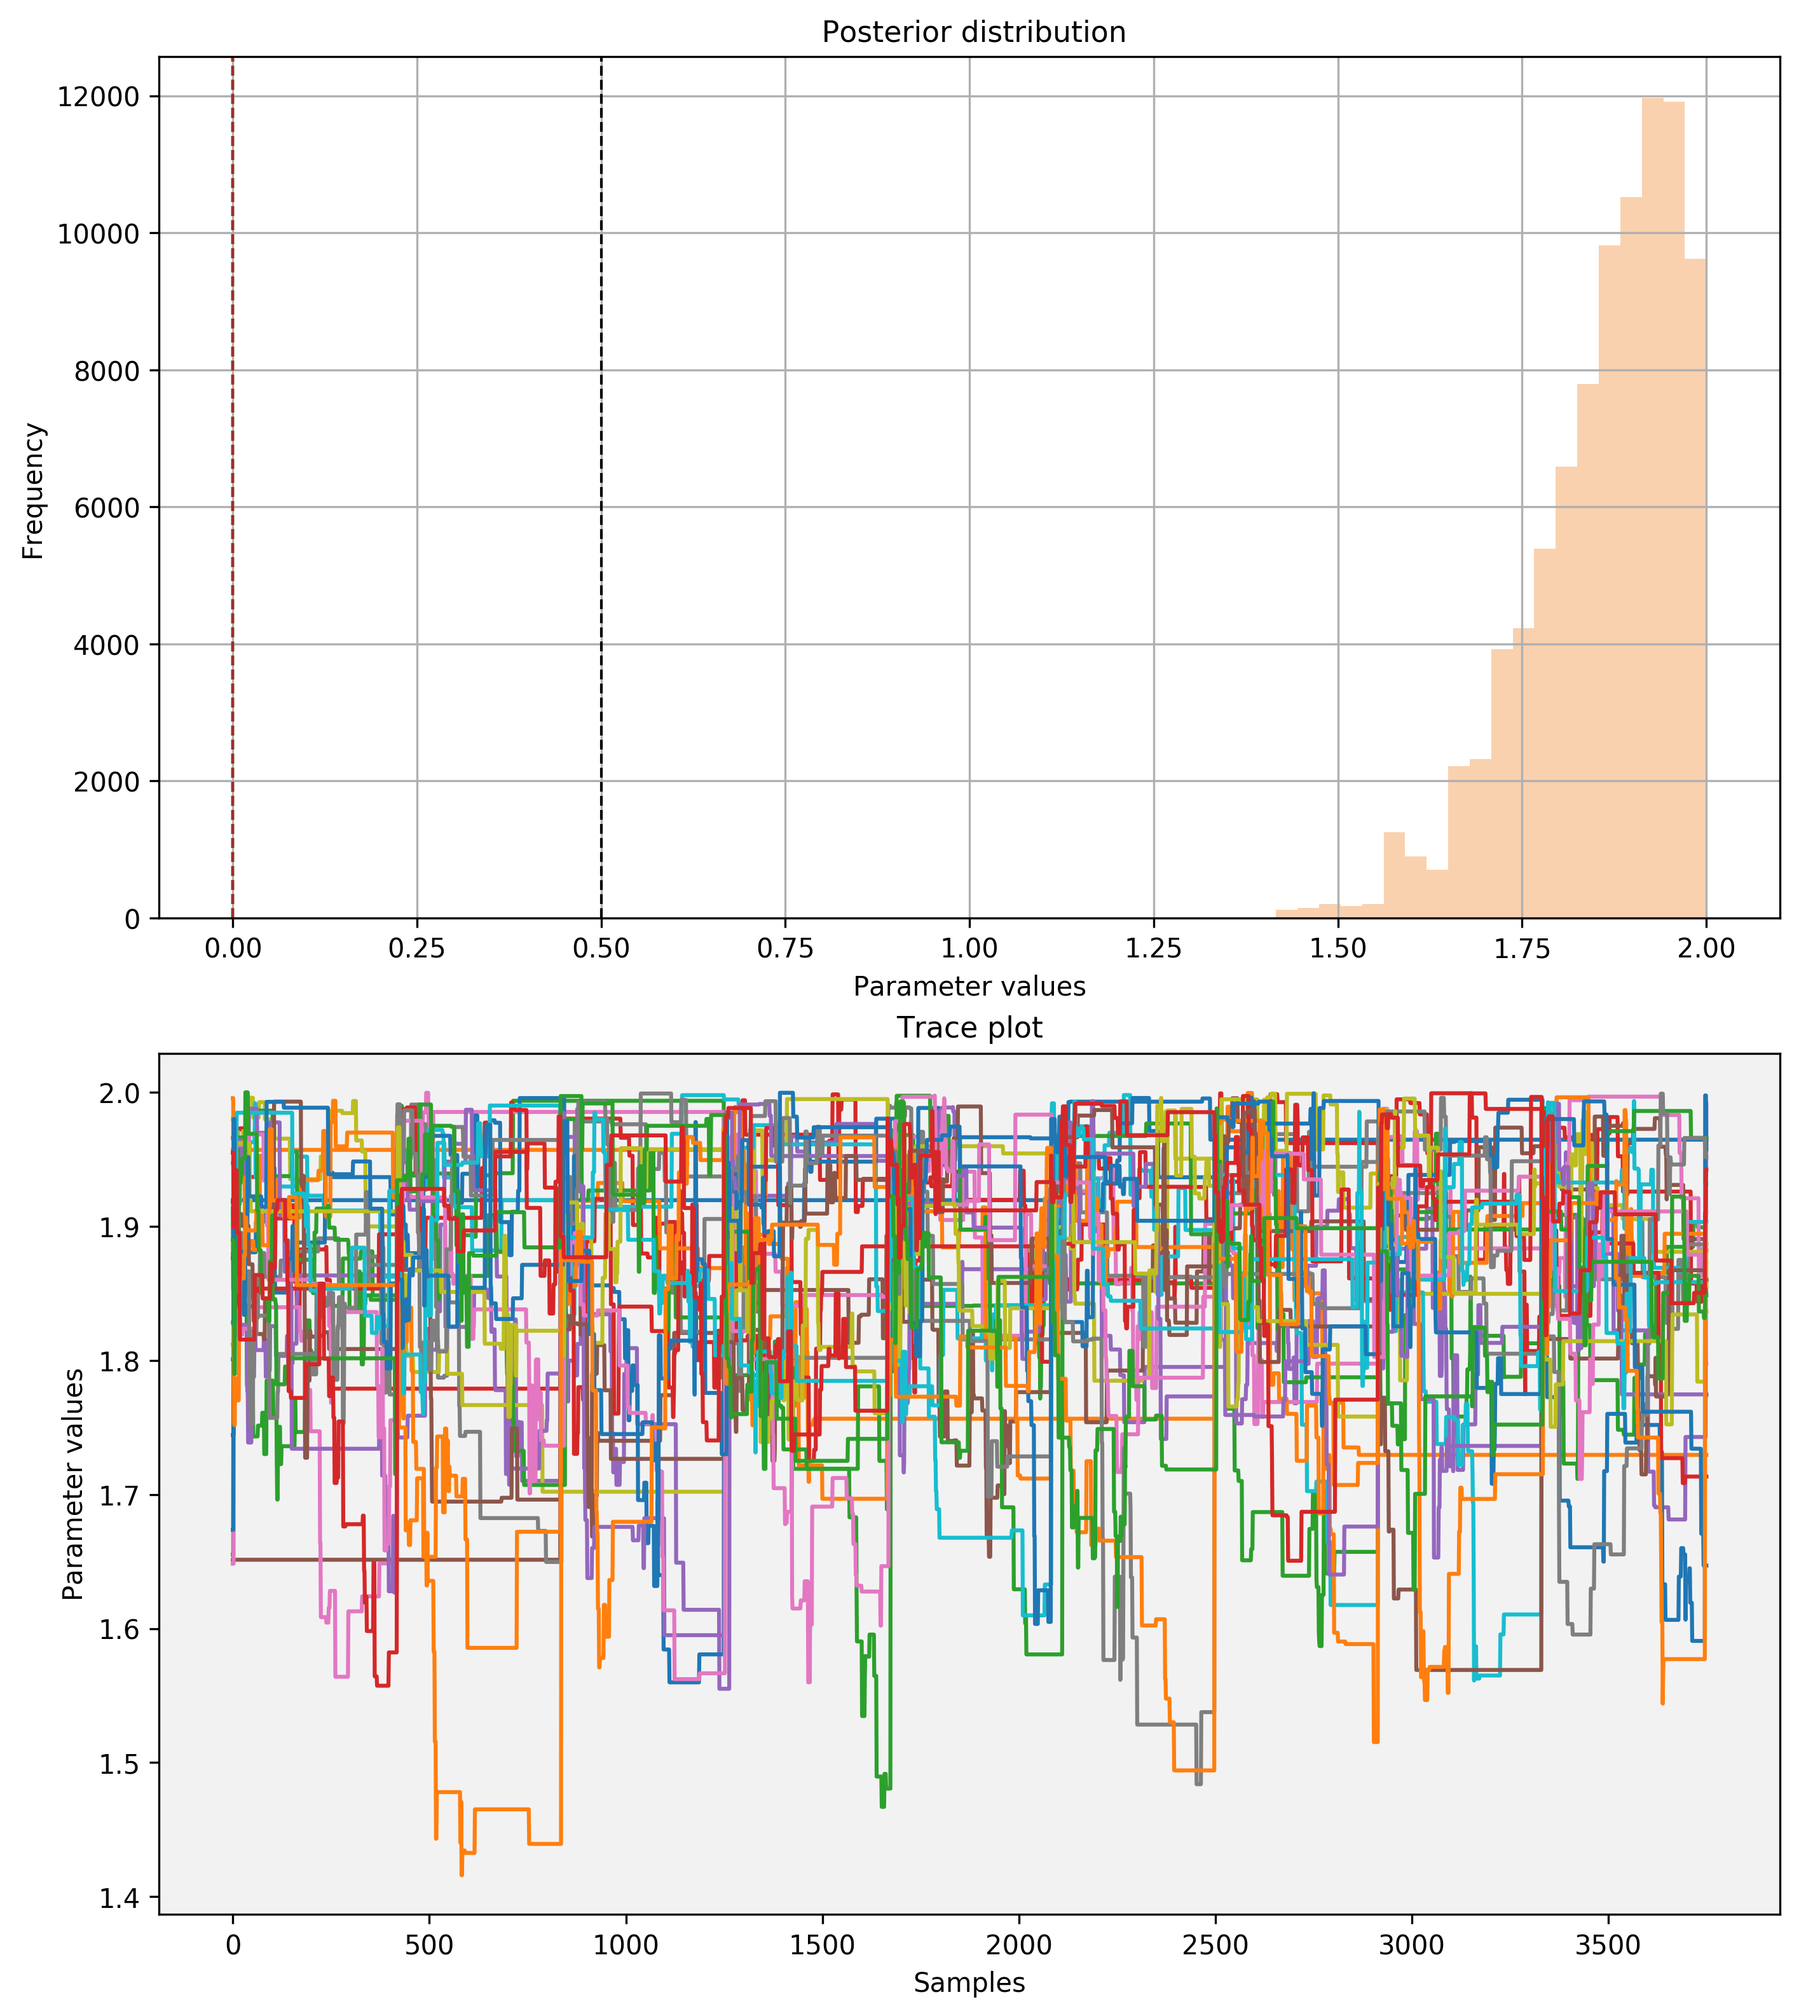 Posterior distribution
12000
10000
8000
6000
4000
2000
0
Frequency
0.00 0.25 0.50 0.75 1.00 1.25 1.50 1.75 2.00
Parameter values
Trace plot
2.0
1.9
1.8
1.7
1.6
1.5
1.4
Parameter values
0 500 1000 1500 2000 2500 3000 3500
Samples